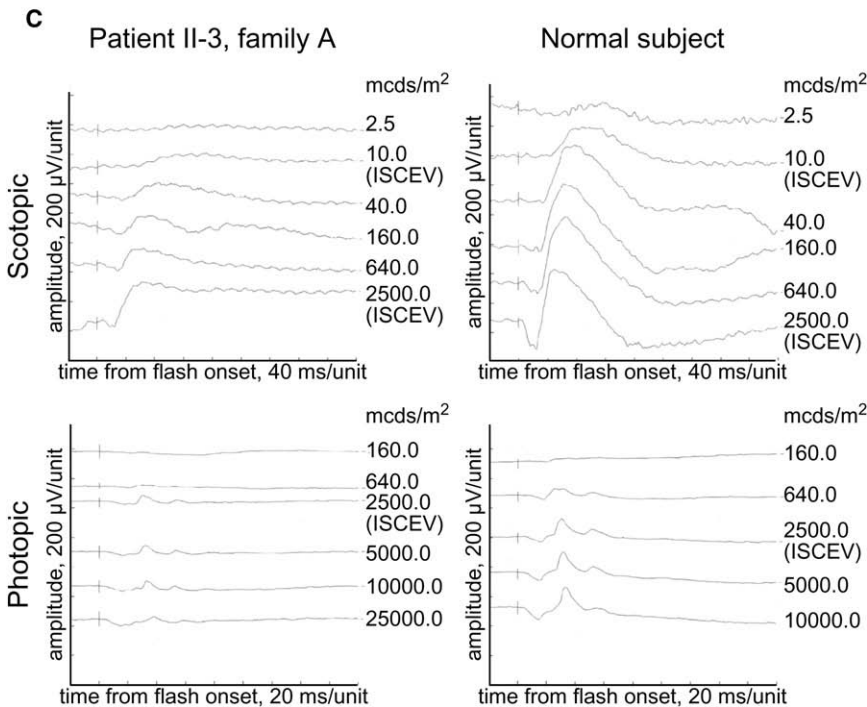 C
Patient II-3, family A
Normal subject
Scotopic
amplitude, 200 µV/unit
mcds/m²
2.5
10.0
(ISCEV)
40.0
160.0
640.0
2500.0
(ISCEV)
time from flash onset, 40 ms/unit
amplitude, 200 µV/unit
mcds/m²
2.5
10.0
(ISCEV)
40.0
160.0
640.0
2500.0
(ISCEV)
time from flash onset, 40 ms/unit
Photopic
amplitude, 200 µV/unit
mcds/m²
160.0
640.0
2500.0
(ISCEV)
5000.0
10000.0
25000.0
time from flash onset, 20 ms/unit
amplitude, 200 µV/unit
mcds/m²
160.0
640.0
2500.0
(ISCEV)
5000.0
10000.0
time from flash onset, 20 ms/unit